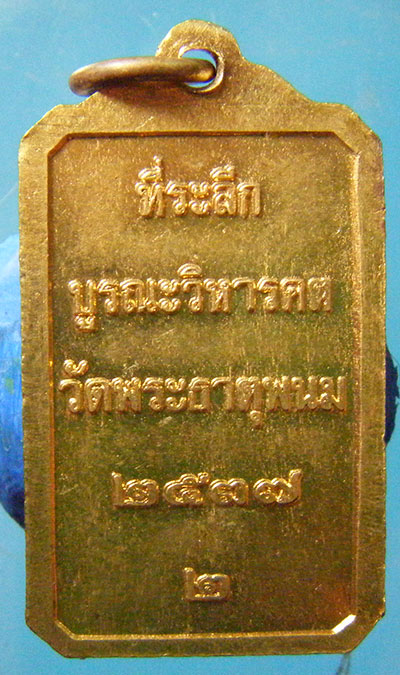 ที่ระลึก
บูรณะวิหารคต
วัดพระธาตุพนม
๒๕๓๗
๒